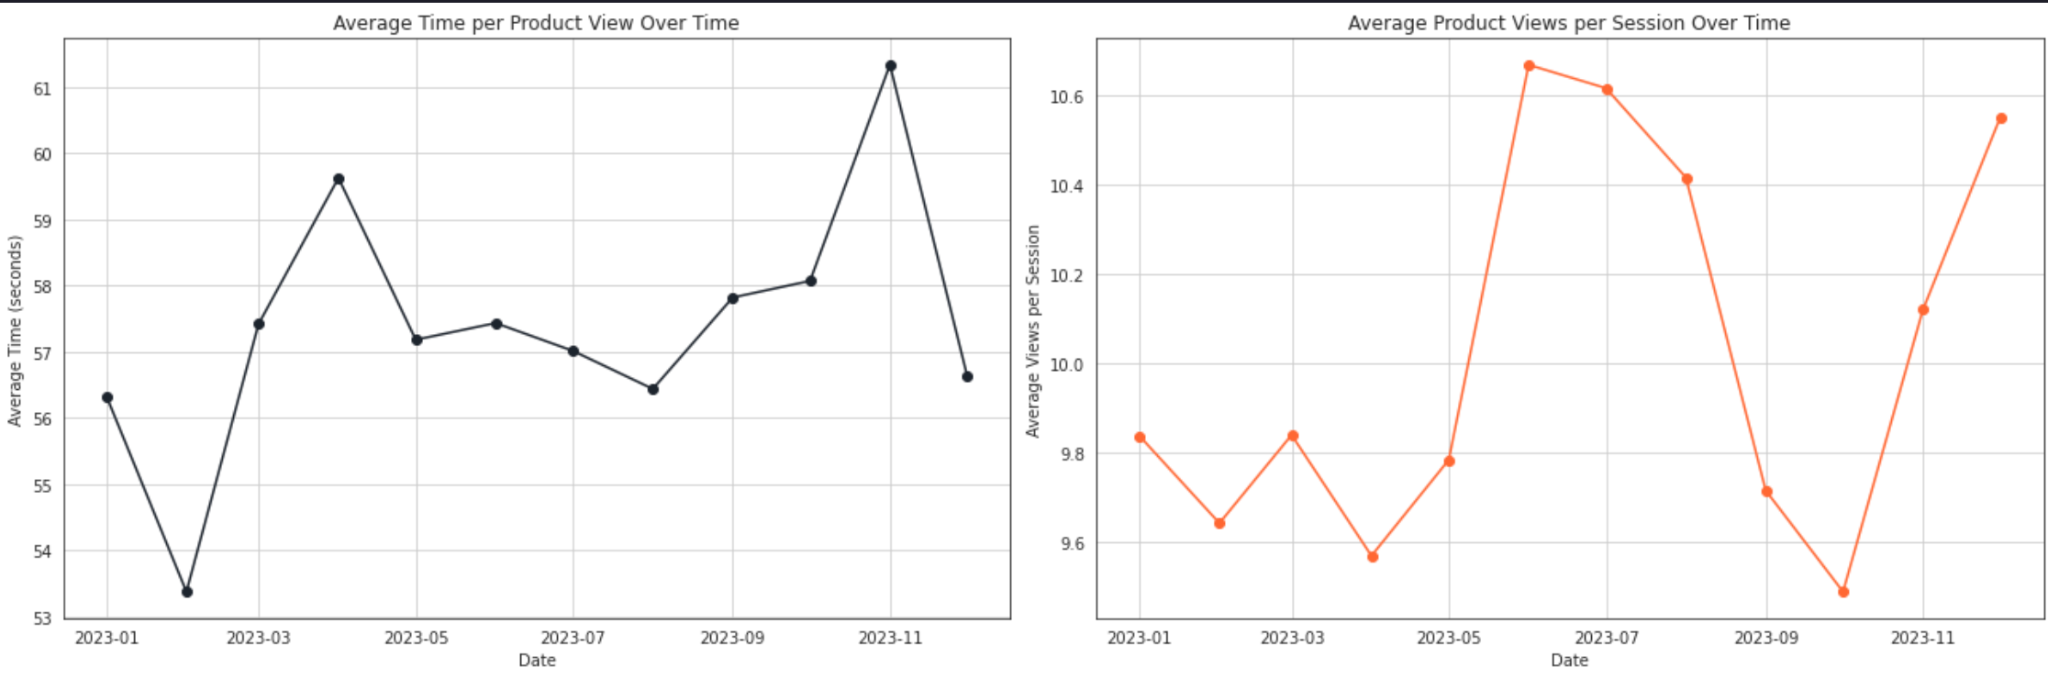 Average Time per Product View Over Time
Average Time (seconds)
61
60
59
58
57
56
55
54
53
2023-01 2023-03 2023-05 2023-07 2023-09 2023-11
Date
Average Product Views per Session Over Time
Average Views per Session
10.6
10.4
10.2
10.0
9.8
9.6
2023-01 2023-03 2023-05 2023-07 2023-09 2023-11
Date